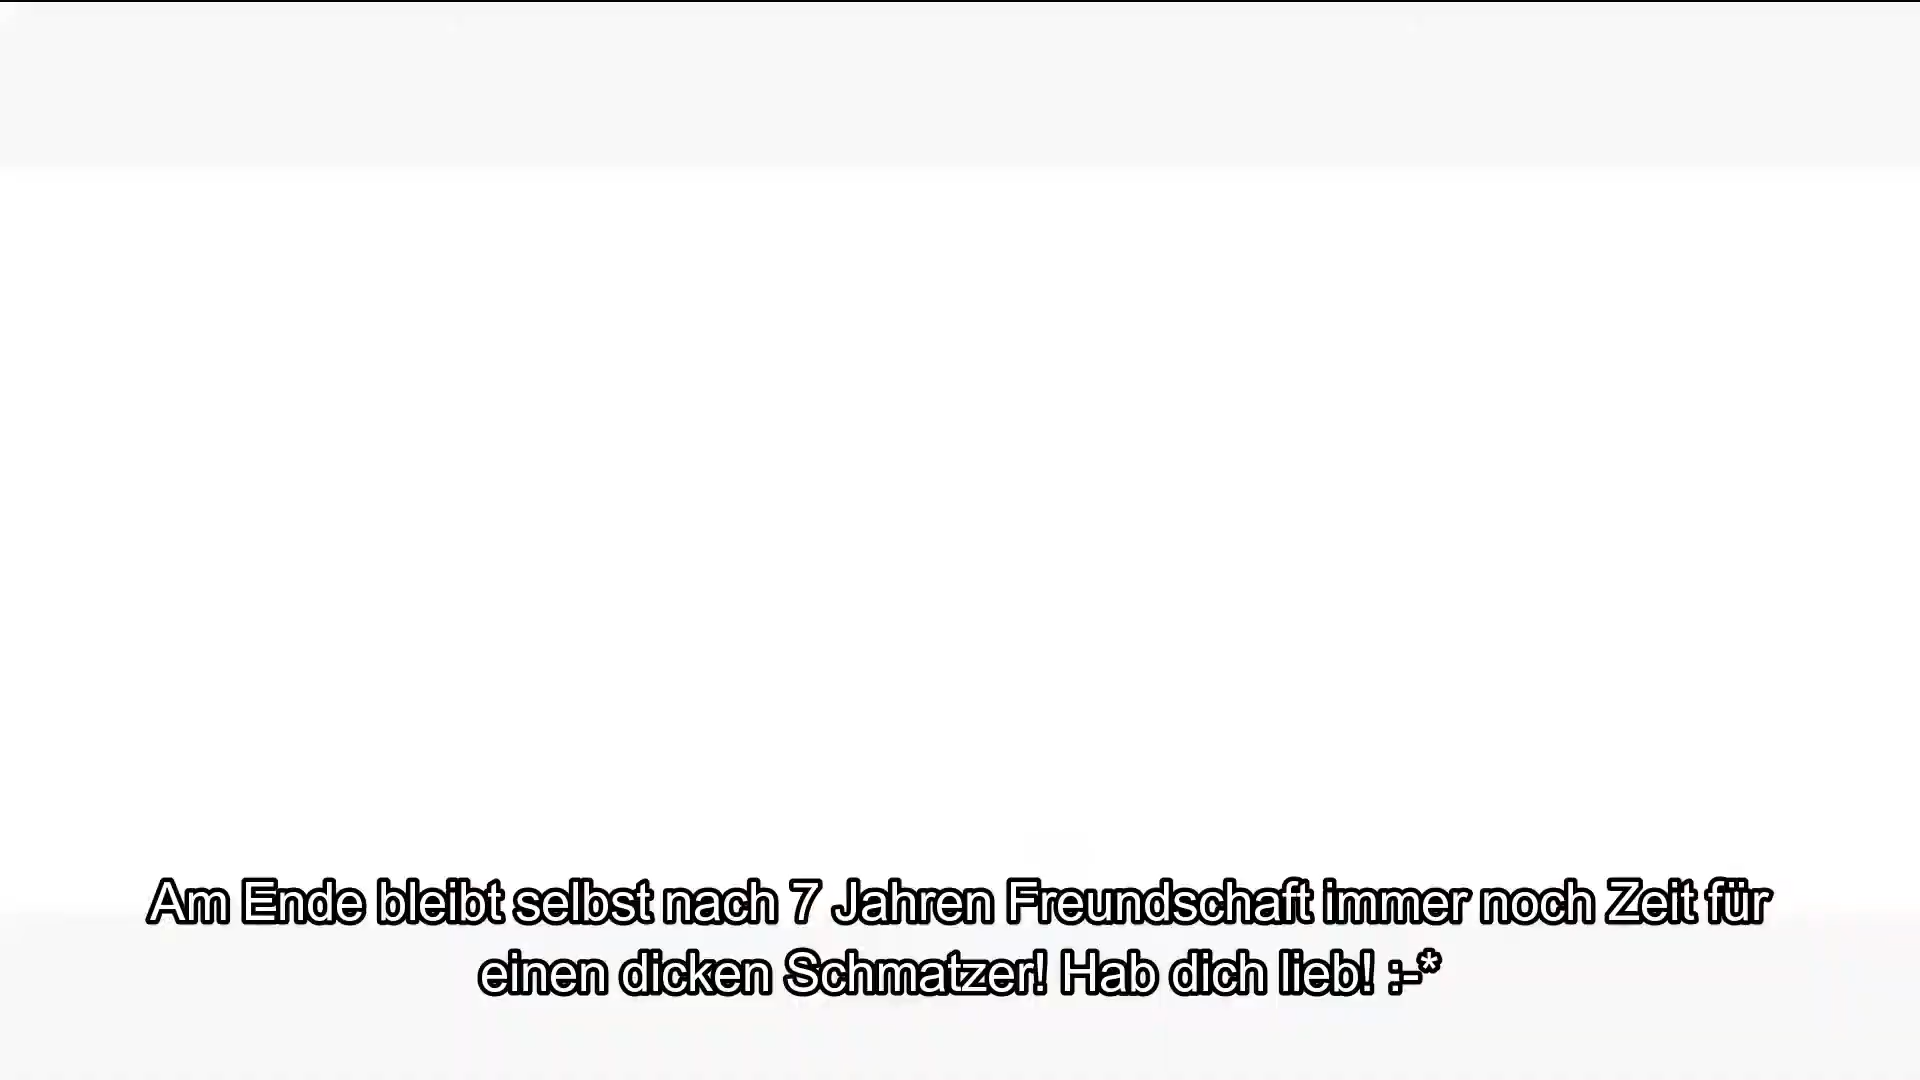 Am Ende bleibt selbst nach 7 Jahren Freundschaft immer noch Zeit für
einen dicken Schmatzer! Hab dich lieb! :-*